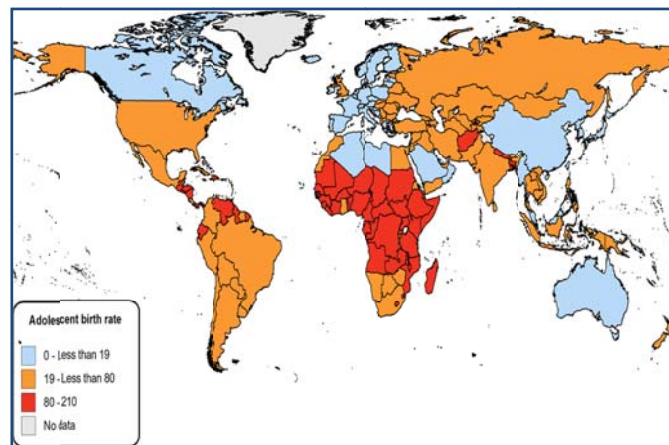 Adolescent birth rate
0 - Less than 19
19 - Less than 80
80 - 210
No data